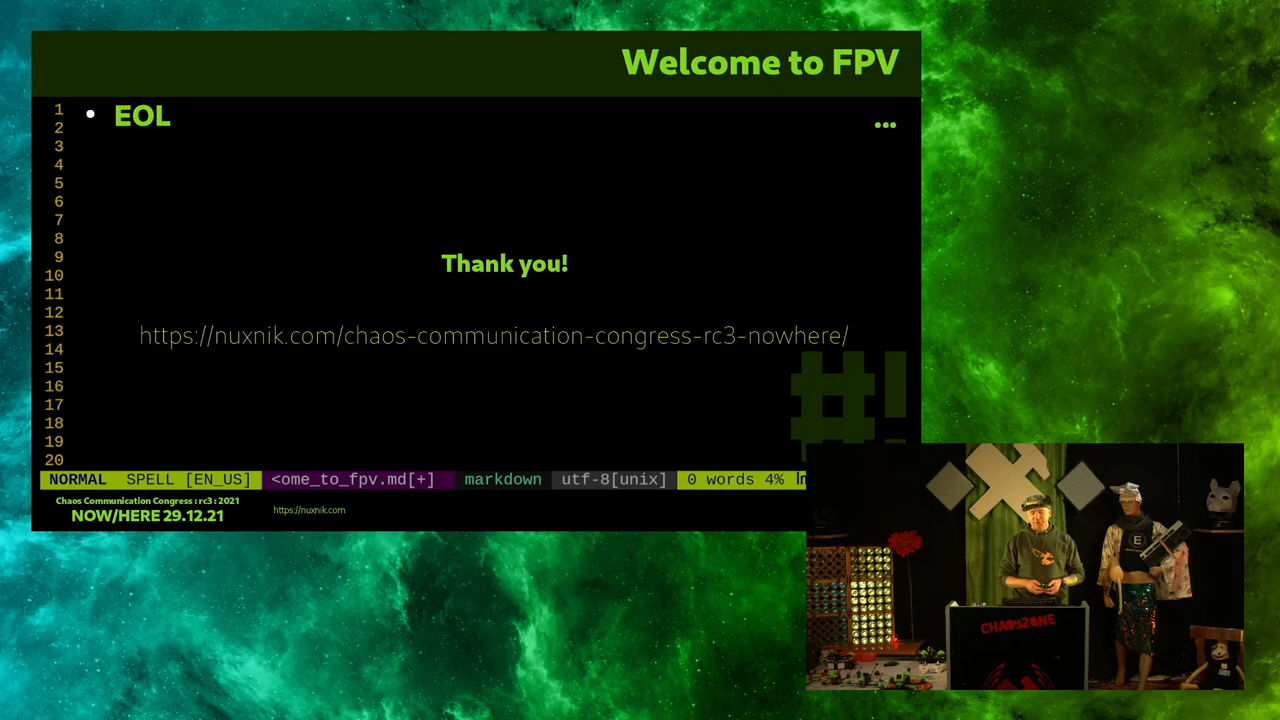 Welcome to FPV
1
2
3
4
5
6
7
8
9
10
11
12
13
14
15
16
17
18
19
20
• EOL
...
Thank you!
https://nuxnik.com/chaos-communication-congress-rc3-nowhere/
#!
NORMAL SPELL [EN_US] <ome_to_fpv.md[+] markdown utf-8[unix] 0 words 4% ln
Chaos Communication Congress : rc3 : 2021
NOW/HERE 29.12.21
https://nuxnik.com
E
CHAOSZONE